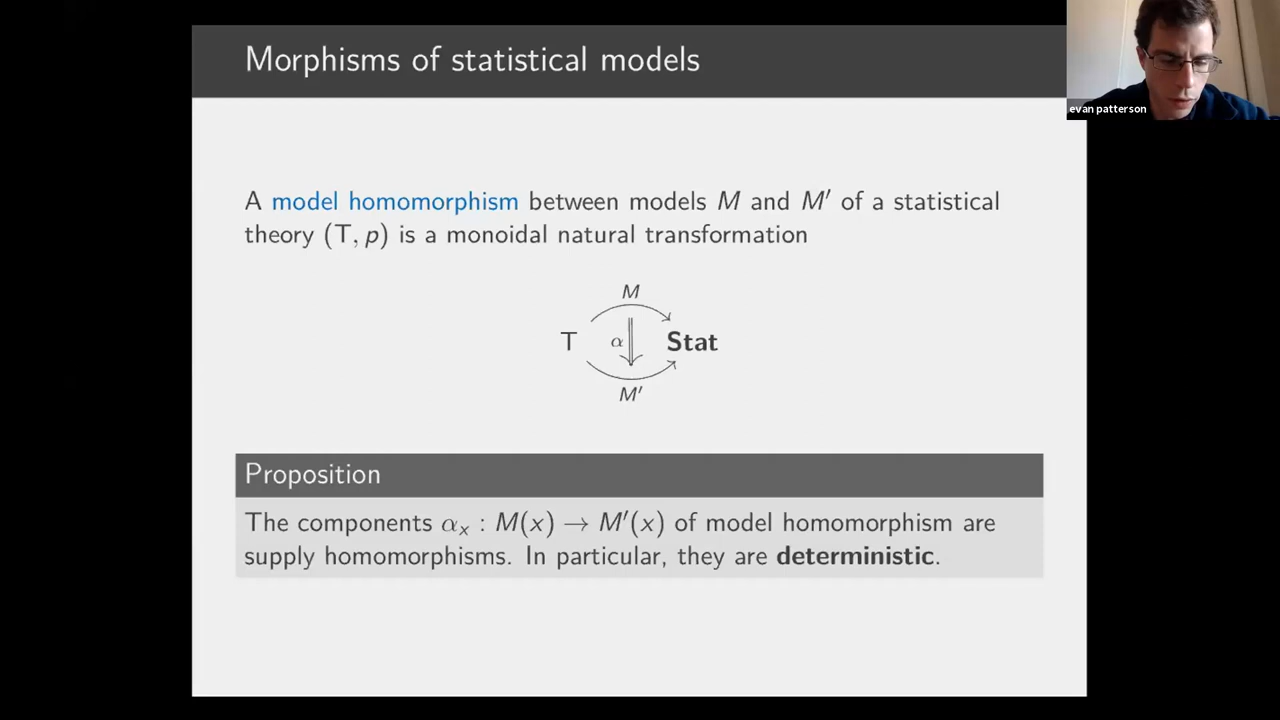 Morphisms of statistical models
evan patterson
A model homomorphism between models M and M′ of a statistical
theory (T, p) is a monoidal natural transformation
M
T α Stat
M′
Proposition
The components αₓ : M(x) → M′(x) of model homomorphism are
supply homomorphisms. In particular, they are deterministic.